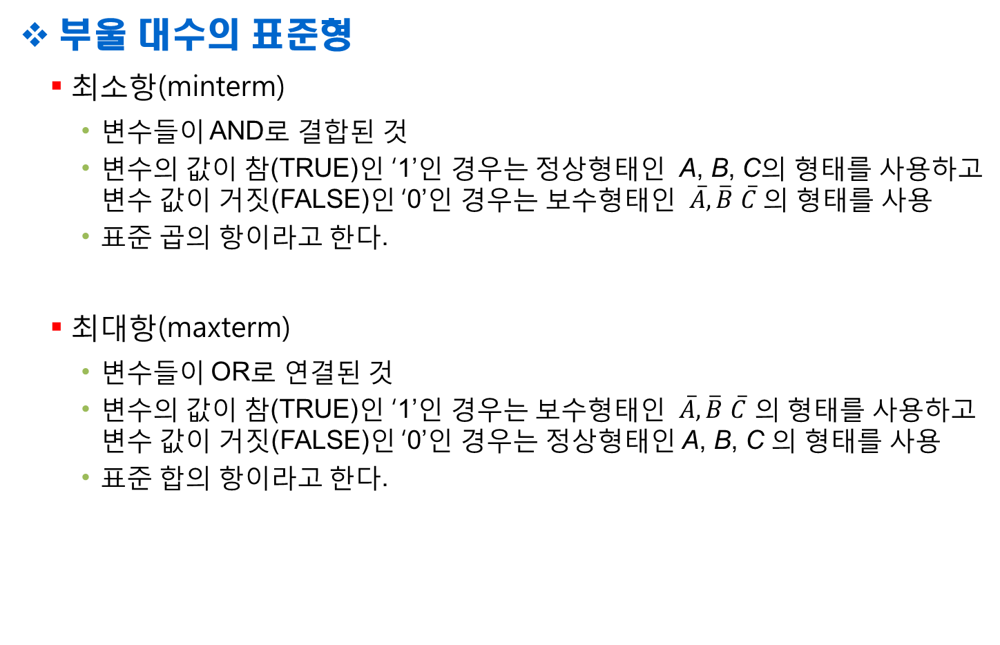 ❖ 부울 대수의 표준형
▪ 최소항(minterm)
• 변수들이 AND로 결합된 것
• 변수의 값이 참(TRUE)인 ‘1’인 경우는 정상형태인 A, B, C의 형태를 사용하고
변수 값이 거짓(FALSE)인 ‘0’인 경우는 보수형태인 Ā, B̄ C̄ 의 형태를 사용
• 표준 곱의 항이라고 한다.
▪ 최대항(maxterm)
• 변수들이 OR로 연결된 것
• 변수의 값이 참(TRUE)인 ‘1’인 경우는 보수형태인 Ā, B̄ C̄ 의 형태를 사용하고
변수 값이 거짓(FALSE)인 ‘0’인 경우는 정상형태인 A, B, C 의 형태를 사용
• 표준 합의 항이라고 한다.